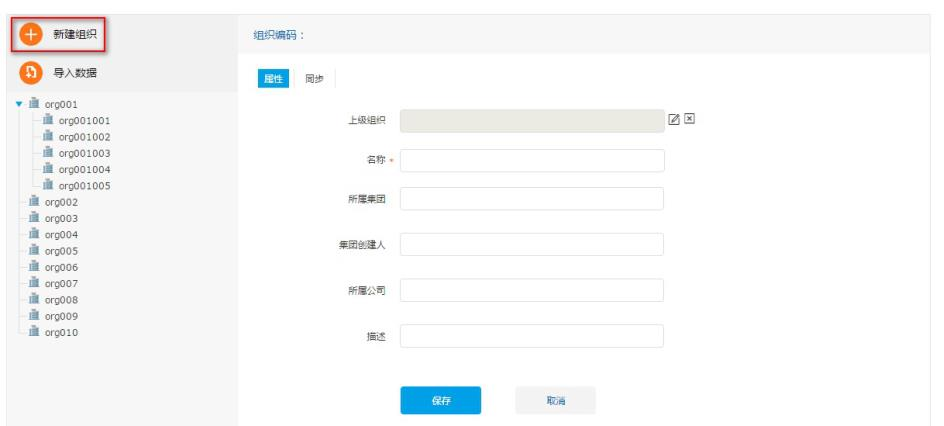 新建组织
组织编码：
导入数据
属性 同步
org001
org001001
org001002
org001003
org001004
org001005
org002
org003
org004
org005
org006
org007
org008
org009
org010
上级组织
名称 *
所属集团
集团创建人
所属公司
描述
保存 取消